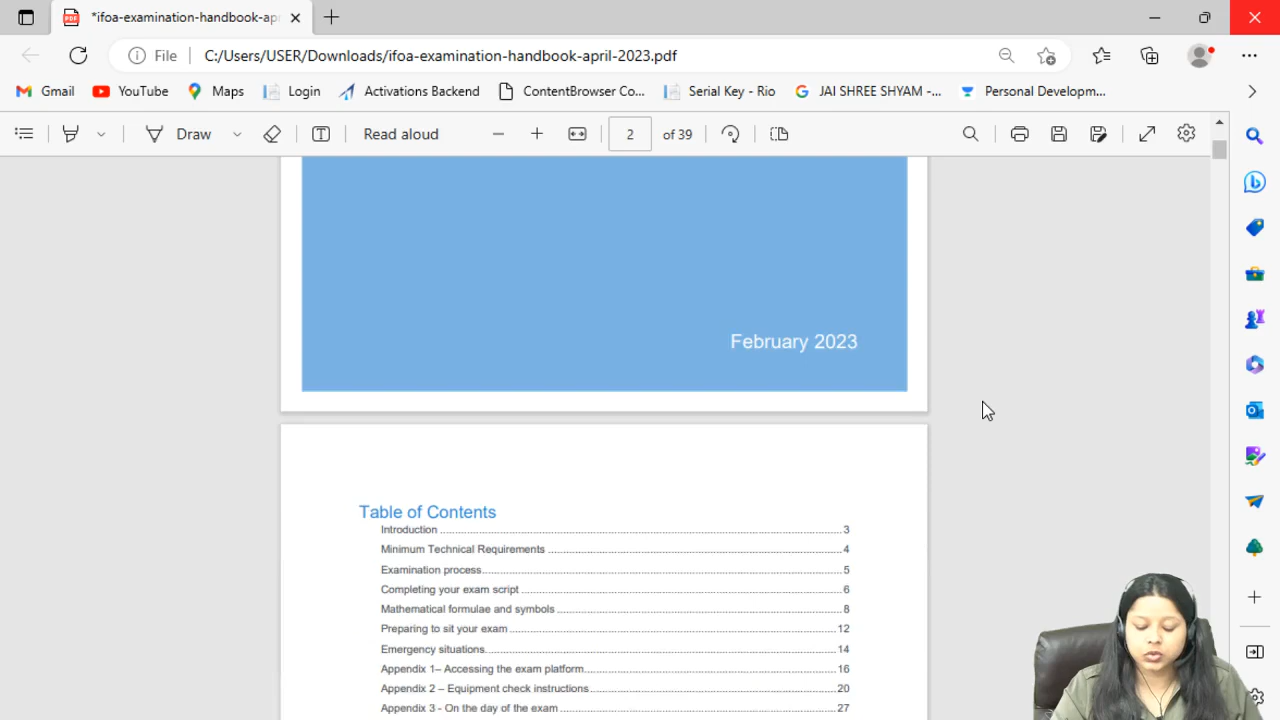 *ifoa-examination-handbook-apr
File
C:/Users/USER/Downloads/ifoa-examination-handbook-april-2023.pdf
Gmail
YouTube
Maps
Login
Activations Backend
ContentBrowser Co...
Serial Key - Rio
JAI SHREE SHYAM -...
Personal Developm...
Draw
Read aloud
2 of 39
February 2023
Table of Contents
Introduction 3
Minimum Technical Requirements 4
Examination process 5
Completing your exam script 6
Mathematical formulae and symbols 8
Preparing to sit your exam 12
Emergency situations 14
Appendix 1– Accessing the exam platform 16
Appendix 2 – Equipment check instructions 20
Appendix 3 - On the day of the exam 27